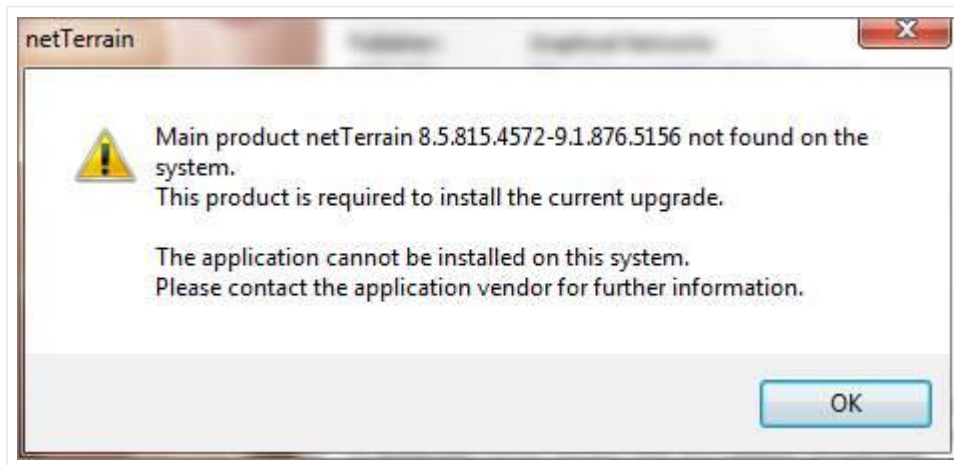 netTerrain
Main product netTerrain 8.5.815.4572-9.1.876.5156 not found on the
system.
This product is required to install the current upgrade.
The application cannot be installed on this system.
Please contact the application vendor for further information.
OK